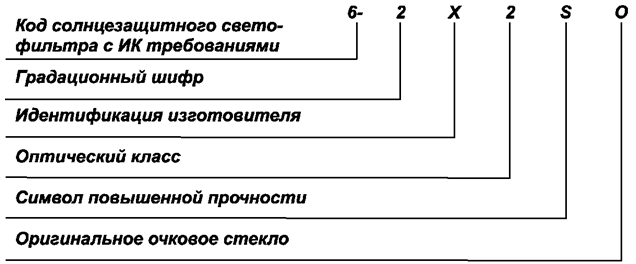 6- 2 X 2 S O
Код солнцезащитного свето-
фильтра с ИК требованиями
Градационный шифр
Идентификация изготовителя
Оптический класс
Символ повышенной прочности
Оригинальное очковое стекло